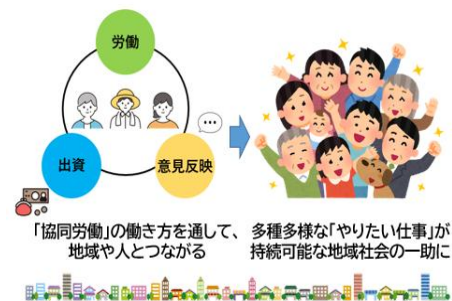 労働
出資
意見反映
「協同労働」の働き方を通して、
地域や人とつながる
多種多様な「やりたい仕事」が
持続可能な地域社会の一助に